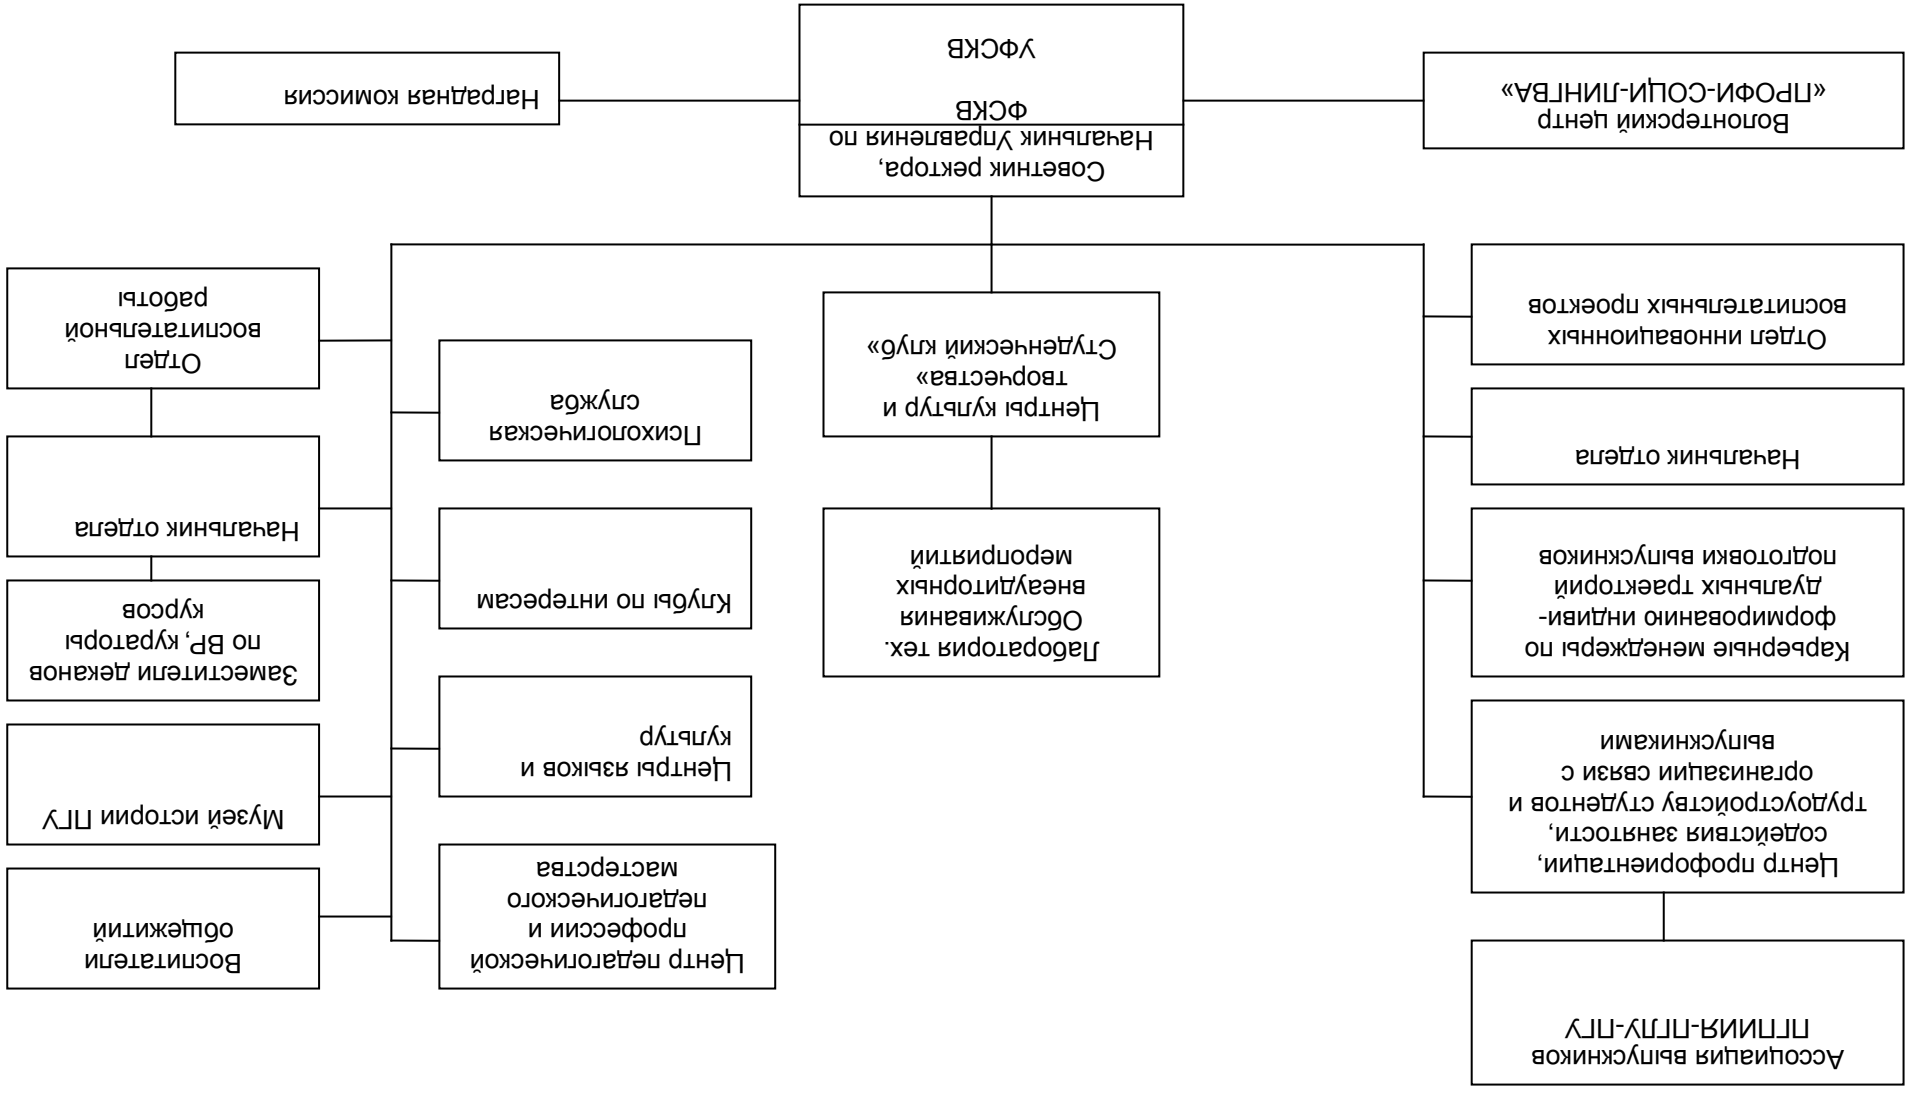 Ассоциация выпускников
ПГПИИЯ-ПГЛУ-ПГУ
Центр профориентации,
содействия занятости,
трудоустройству студентов и
организации связи с
выпускниками
Карьерные менеджеры по
формированию индиви-
дуальных траекторий
подготовки выпускников
Начальник отдела
Отдел инновационных
воспитательных проектов
Лаборатория тех.
Обслуживания
внеаудиторных
мероприятий
Центры культур и
творчества»
Студенческий клуб»
Центр педагогической
профессии и
педагогического
мастерства
Центры языков и
культур
Клубы по интересам
Психологическая
служба
Воспитатели
общежитий
Музей истории ПГУ
Заместители деканов
по ВР, кураторы
курсов
Начальник отдела
Отдел
воспитательной
работы
Волонтерский центр
«ПРОФИ-СОЦИ-ЛИНГВА»
Советник ректора,
Начальник Управления по
ФСКВ
УФСКВ
Наградная комиссия